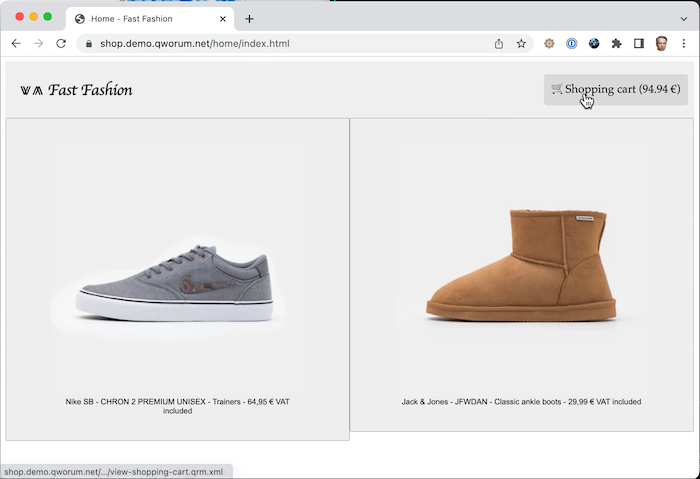 Home - Fast Fashion
shop.demo.qworum.net/home/index.html
Fast Fashion
Shopping cart (94.94 €)
Nike SB - CHRON 2 PREMIUM UNISEX - Trainers - 64,95 € VAT
included
Jack & Jones - JFWDAN - Classic ankle boots - 29,99 € VAT included
shop.demo.qworum.net/.../view-shopping-cart.qrm.xml